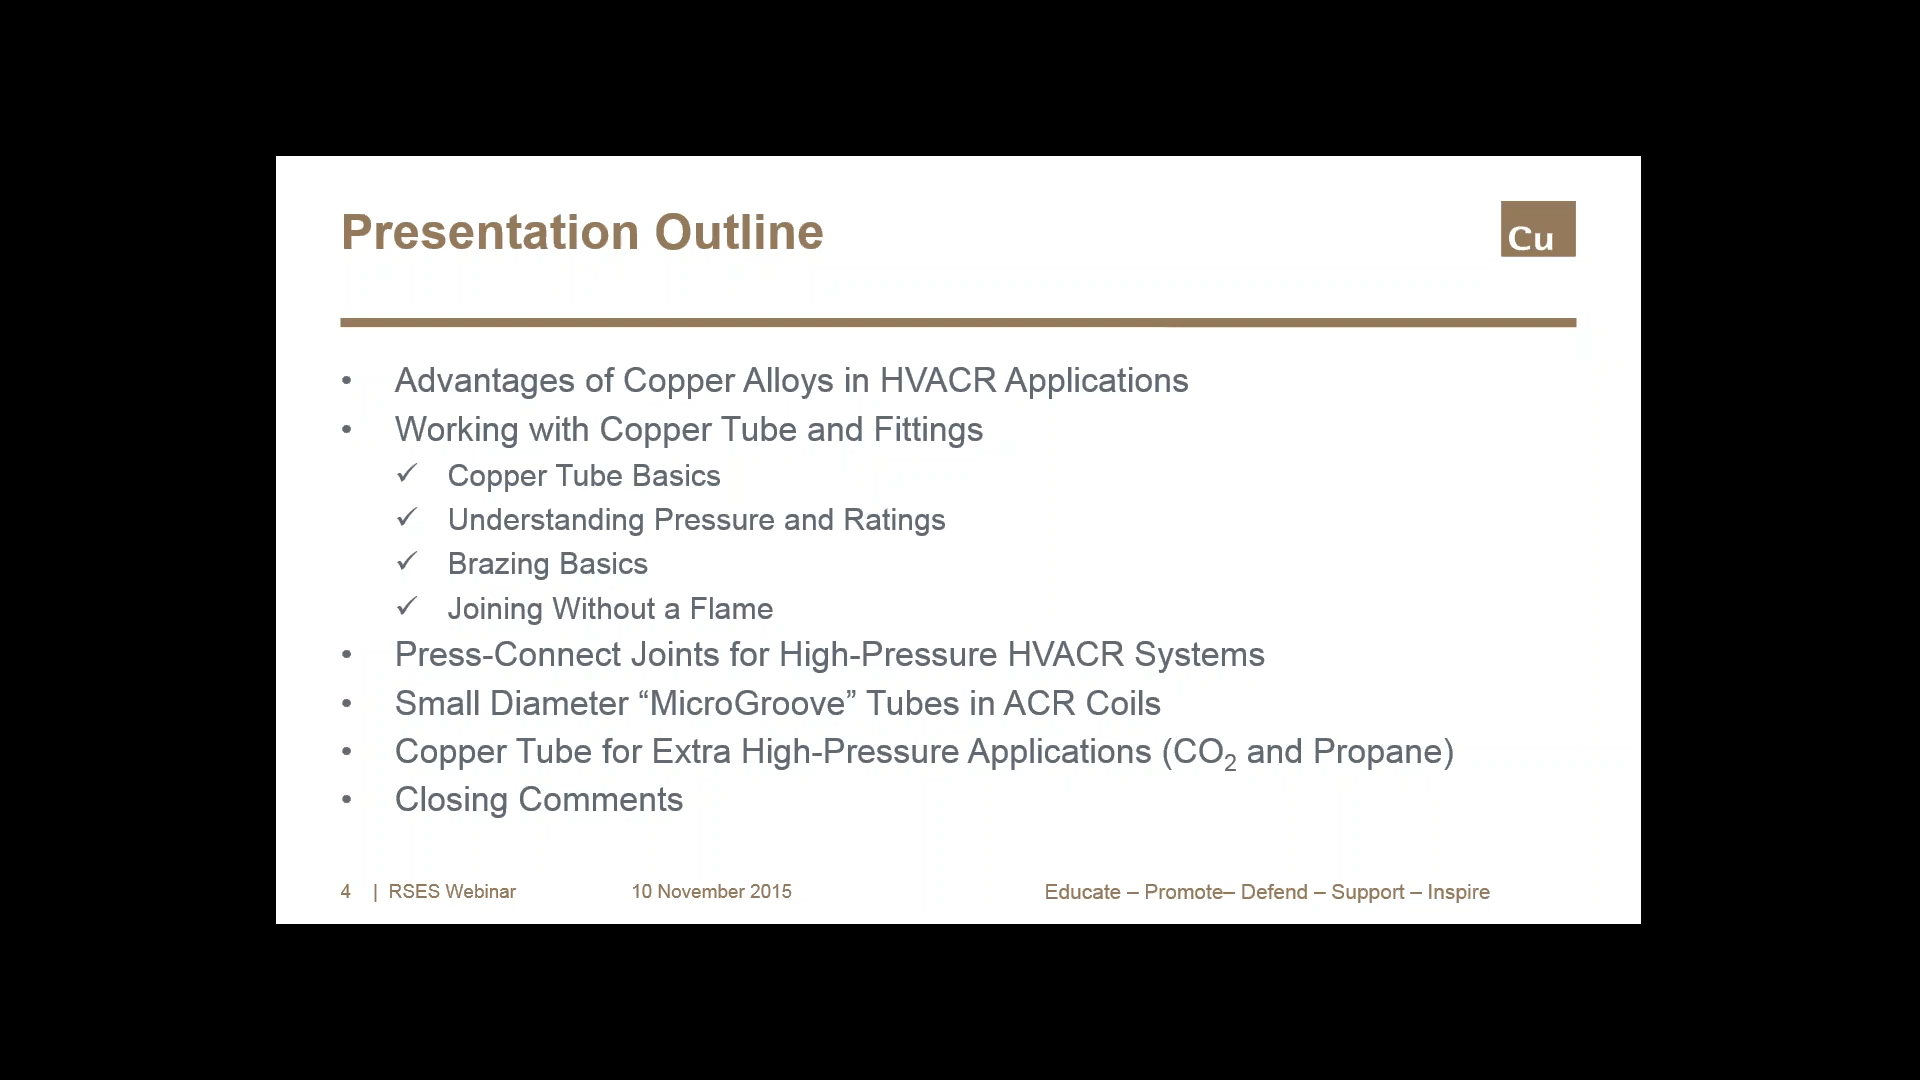 Presentation Outline
Cu
• Advantages of Copper Alloys in HVACR Applications
• Working with Copper Tube and Fittings
✓ Copper Tube Basics
✓ Understanding Pressure and Ratings
✓ Brazing Basics
✓ Joining Without a Flame
• Press-Connect Joints for High-Pressure HVACR Systems
• Small Diameter “MicroGroove” Tubes in ACR Coils
• Copper Tube for Extra High-Pressure Applications (CO₂ and Propane)
• Closing Comments
4 | RSES Webinar 10 November 2015 Educate – Promote– Defend – Support – Inspire